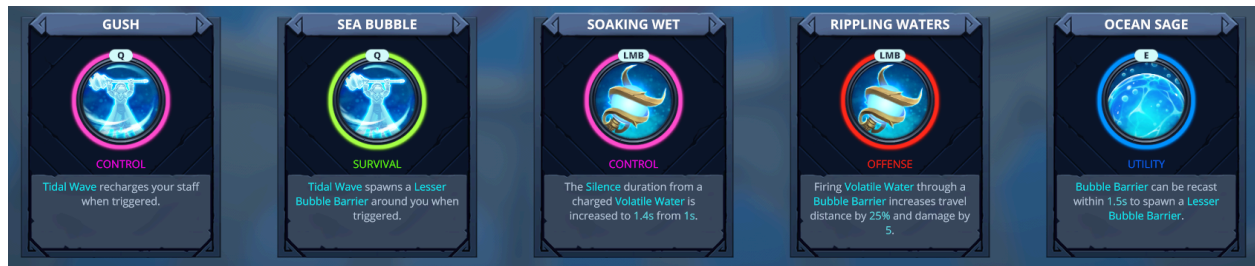 GUSH
Q
CONTROL
Tidal Wave recharges your staff
when triggered.
SEA BUBBLE
Q
SURVIVAL
Tidal Wave spawns a Lesser
Bubble Barrier around you when
triggered.
SOAKING WET
LMB
CONTROL
The Silence duration from a
charged Volatile Water is
increased to 1.4s from 1s.
RIPPLING WATERS
LMB
OFFENSE
Firing Volatile Water through a
Bubble Barrier increases travel
distance by 25% and damage by
5.
OCEAN SAGE
E
UTILITY
Bubble Barrier can be recast
within 1.5s to spawn a Lesser
Bubble Barrier.